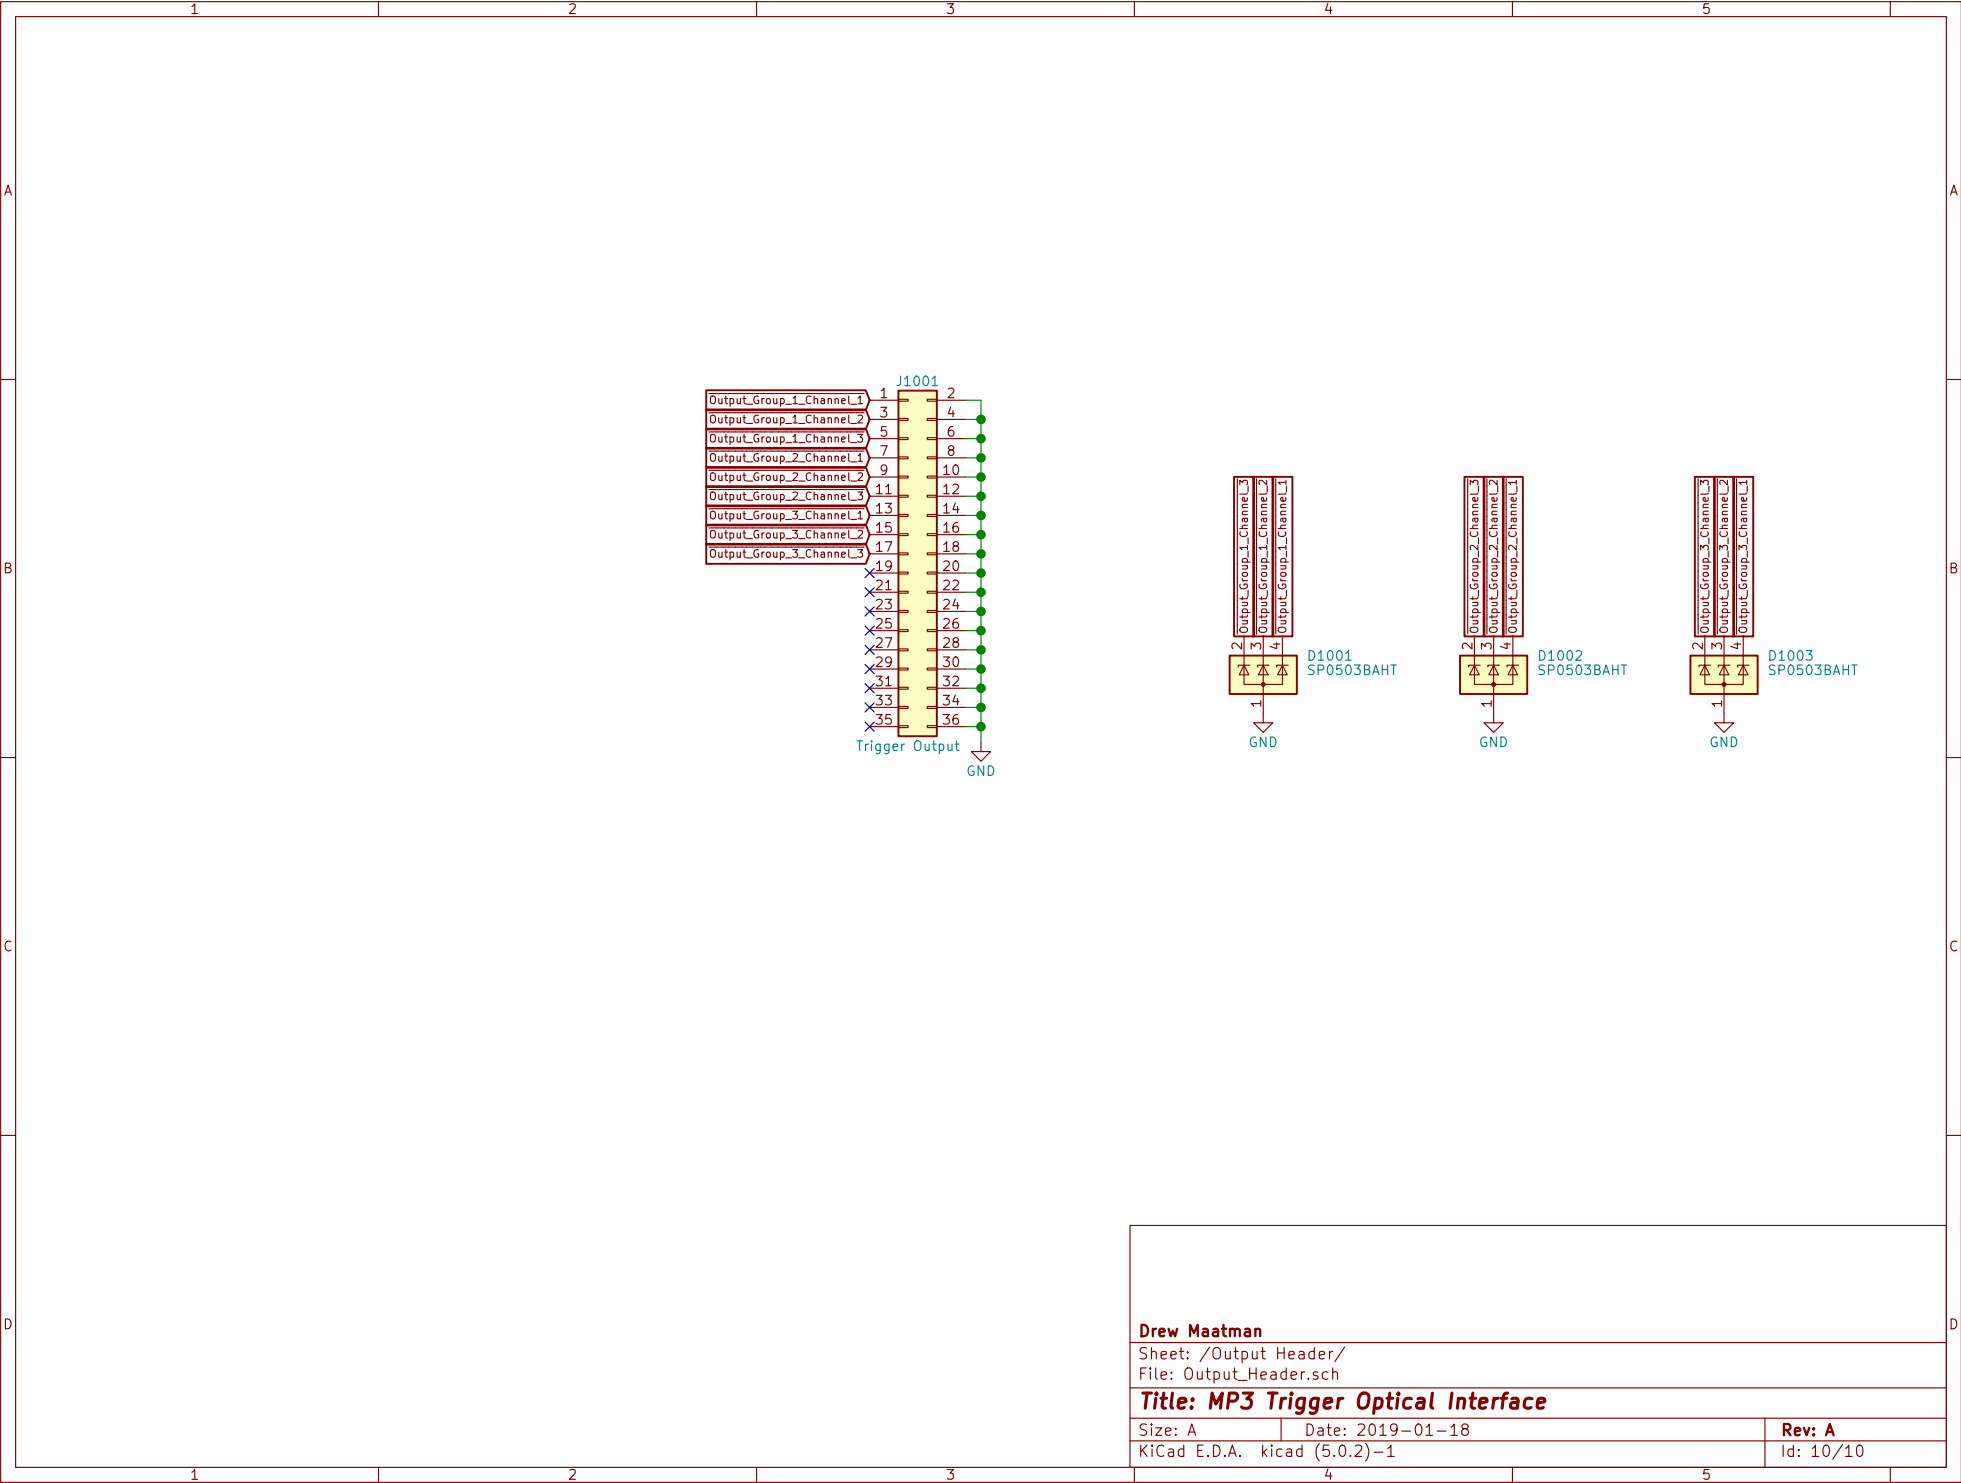 1 2 3 4 5
A A
J1001
Output_Group_1_Channel_1 1 2
Output_Group_1_Channel_2 3 4
Output_Group_1_Channel_3 5 6
Output_Group_2_Channel_1 7 8
Output_Group_2_Channel_2 9 10
Output_Group_2_Channel_3 11 12
Output_Group_3_Channel_1 13 14
Output_Group_3_Channel_2 15 16
Output_Group_3_Channel_3 17 18
19 20
21 22
23 24
25 26
27 28
29 30
31 32
33 34
35 36
Trigger Output
GND
B B
Output_Group_1_Channel_3
Output_Group_1_Channel_2
Output_Group_1_Channel_1
2 3 4
D1001
SP0503BAHT
1
GND
Output_Group_2_Channel_3
Output_Group_2_Channel_2
Output_Group_2_Channel_1
2 3 4
D1002
SP0503BAHT
1
GND
Output_Group_3_Channel_3
Output_Group_3_Channel_2
Output_Group_3_Channel_1
2 3 4
D1003
SP0503BAHT
1
GND
C C
D D
Drew Maatman
Sheet: /Output Header/
File: Output_Header.sch
Title: MP3 Trigger Optical Interface
Size: A Date: 2019-01-18 Rev: A
KiCad E.D.A. kicad (5.0.2)-1 Id: 10/10
1 2 3 4 5